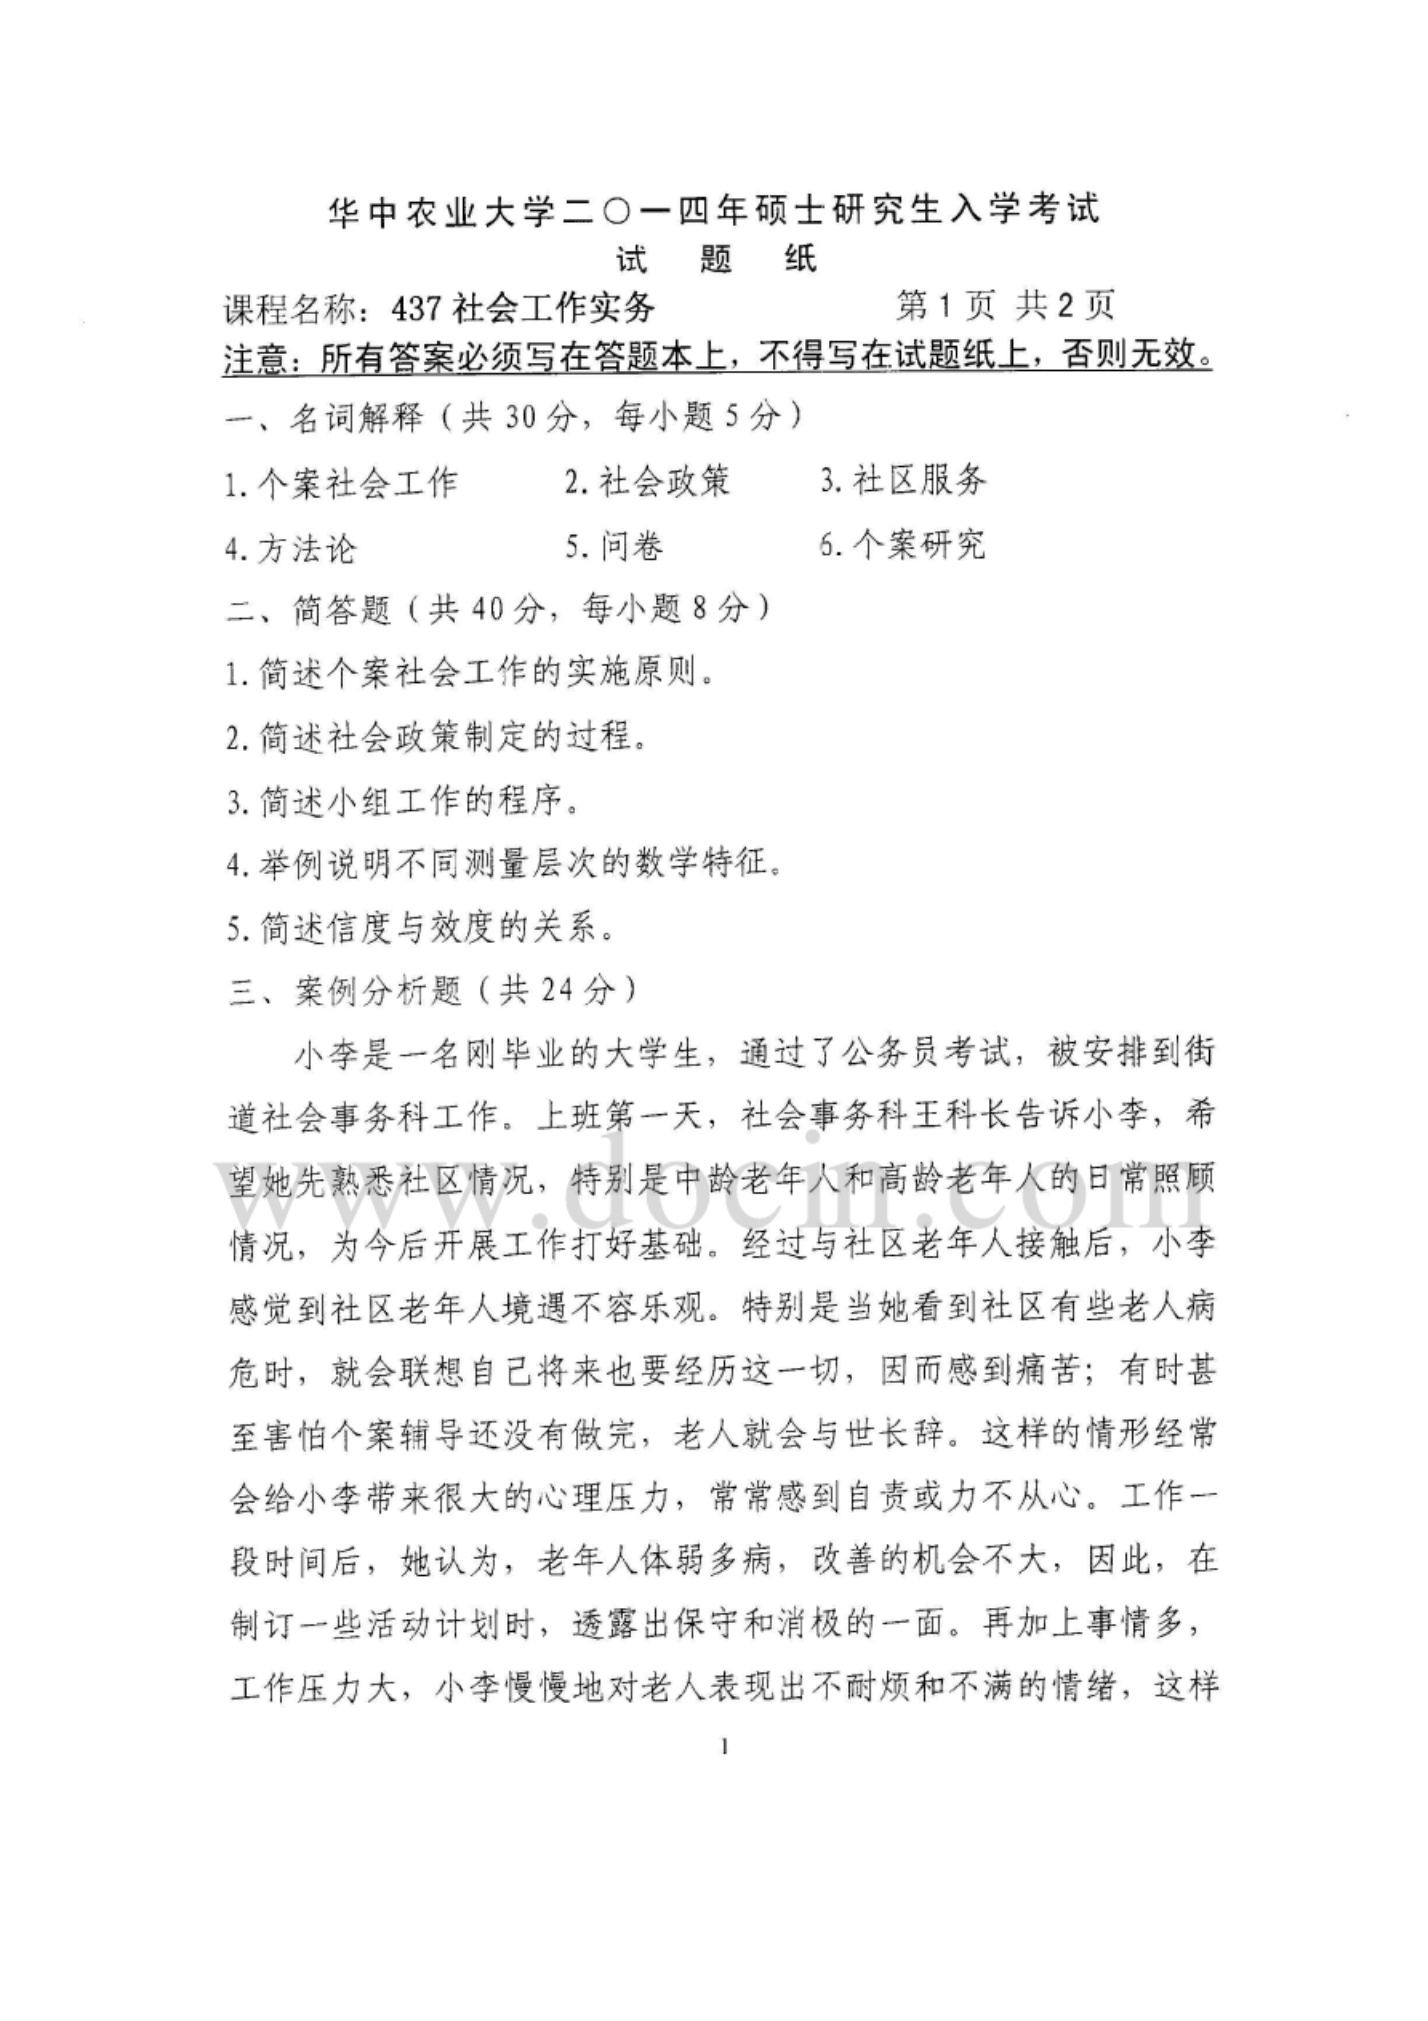 华中农业大学二〇一四年硕士研究生入学考试
试 题 纸
课程名称：437 社会工作实务 第 1 页 共 2 页
注意：所有答案必须写在答题本上，不得写在试题纸上，否则无效。
一、名词解释（共 30 分，每小题 5 分）
1. 个案社会工作 2. 社会政策 3. 社区服务
4. 方法论 5. 问卷 6. 个案研究
二、简答题（共 40 分，每小题 8 分）
1. 简述个案社会工作的实施原则。
2. 简述社会政策制定的过程。
3. 简述小组工作的程序。
4. 举例说明不同测量层次的数学特征。
5. 简述信度与效度的关系。
三、案例分析题（共 24 分）
小李是一名刚毕业的大学生，通过了公务员考试，被安排到街
道社会事务科工作。上班第一天，社会事务科王科长告诉小李，希
望她先熟悉社区情况，特别是中龄老年人和高龄老年人的日常照顾
情况，为今后开展工作打好基础。经过与社区老年人接触后，小李
感觉到社区老年人境遇不容乐观。特别是当她看到社区有些老人病
危时，就会联想自己将来也要经历这一切，因而感到痛苦；有时甚
至害怕个案辅导还没有做完，老人就会与世长辞。这样的情形经常
会给小李带来很大的心理压力，常常感到自责或力不从心。工作一
段时间后，她认为，老年人体弱多病，改善的机会不大，因此，在
制订一些活动计划时，透露出保守和消极的一面。再加上事情多，
工作压力大，小李慢慢地对老人表现出不耐烦和不满的情绪，这样
1
www.docin.com